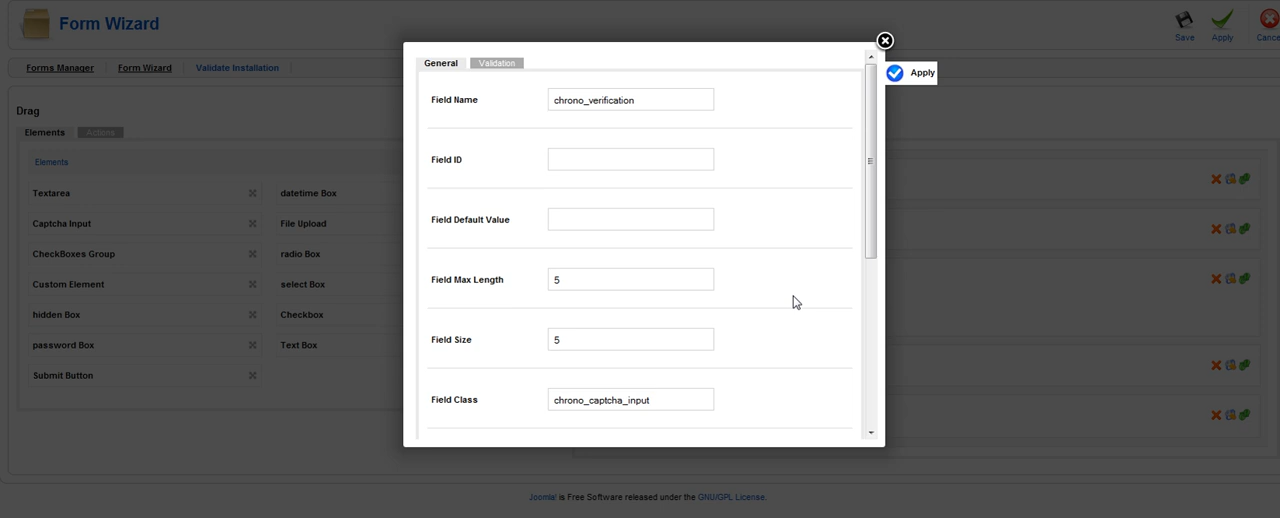 Form Wizard
Save Apply
Forms Manager Form Wizard Validate Installation
Drag
Elements Actions
Elements
Textarea datetime Box
Captcha Input File Upload
CheckBoxes Group radio Box
Custom Element select Box
hidden Box Checkbox
password Box Text Box
Submit Button
General Validation
Apply
Field Name chrono_verification
Field ID
Field Default Value
Field Max Length 5
Field Size 5
Field Class chrono_captcha_input
Joomla! is Free Software released under the GNU/GPL License.